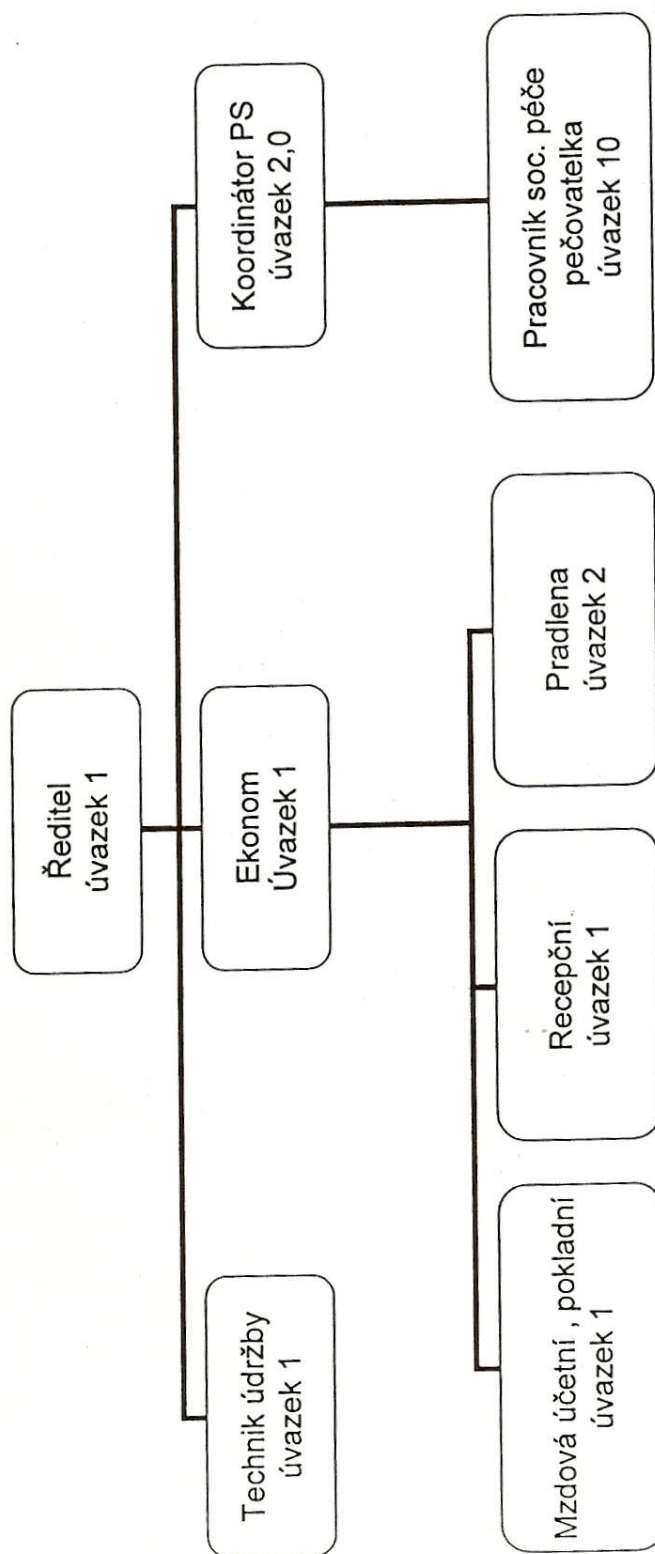 Ředitel
úvazek 1
Technik údržby
úvazek 1
Ekonom
Úvazek 1
Koordinátor PS
úvazek 2,0
Mzdová účetní , pokladní
úvazek 1
Recepční
úvazek 1
Pradlena
úvazek 2
Pracovník soc. péče
pečovatelka
úvazek 10